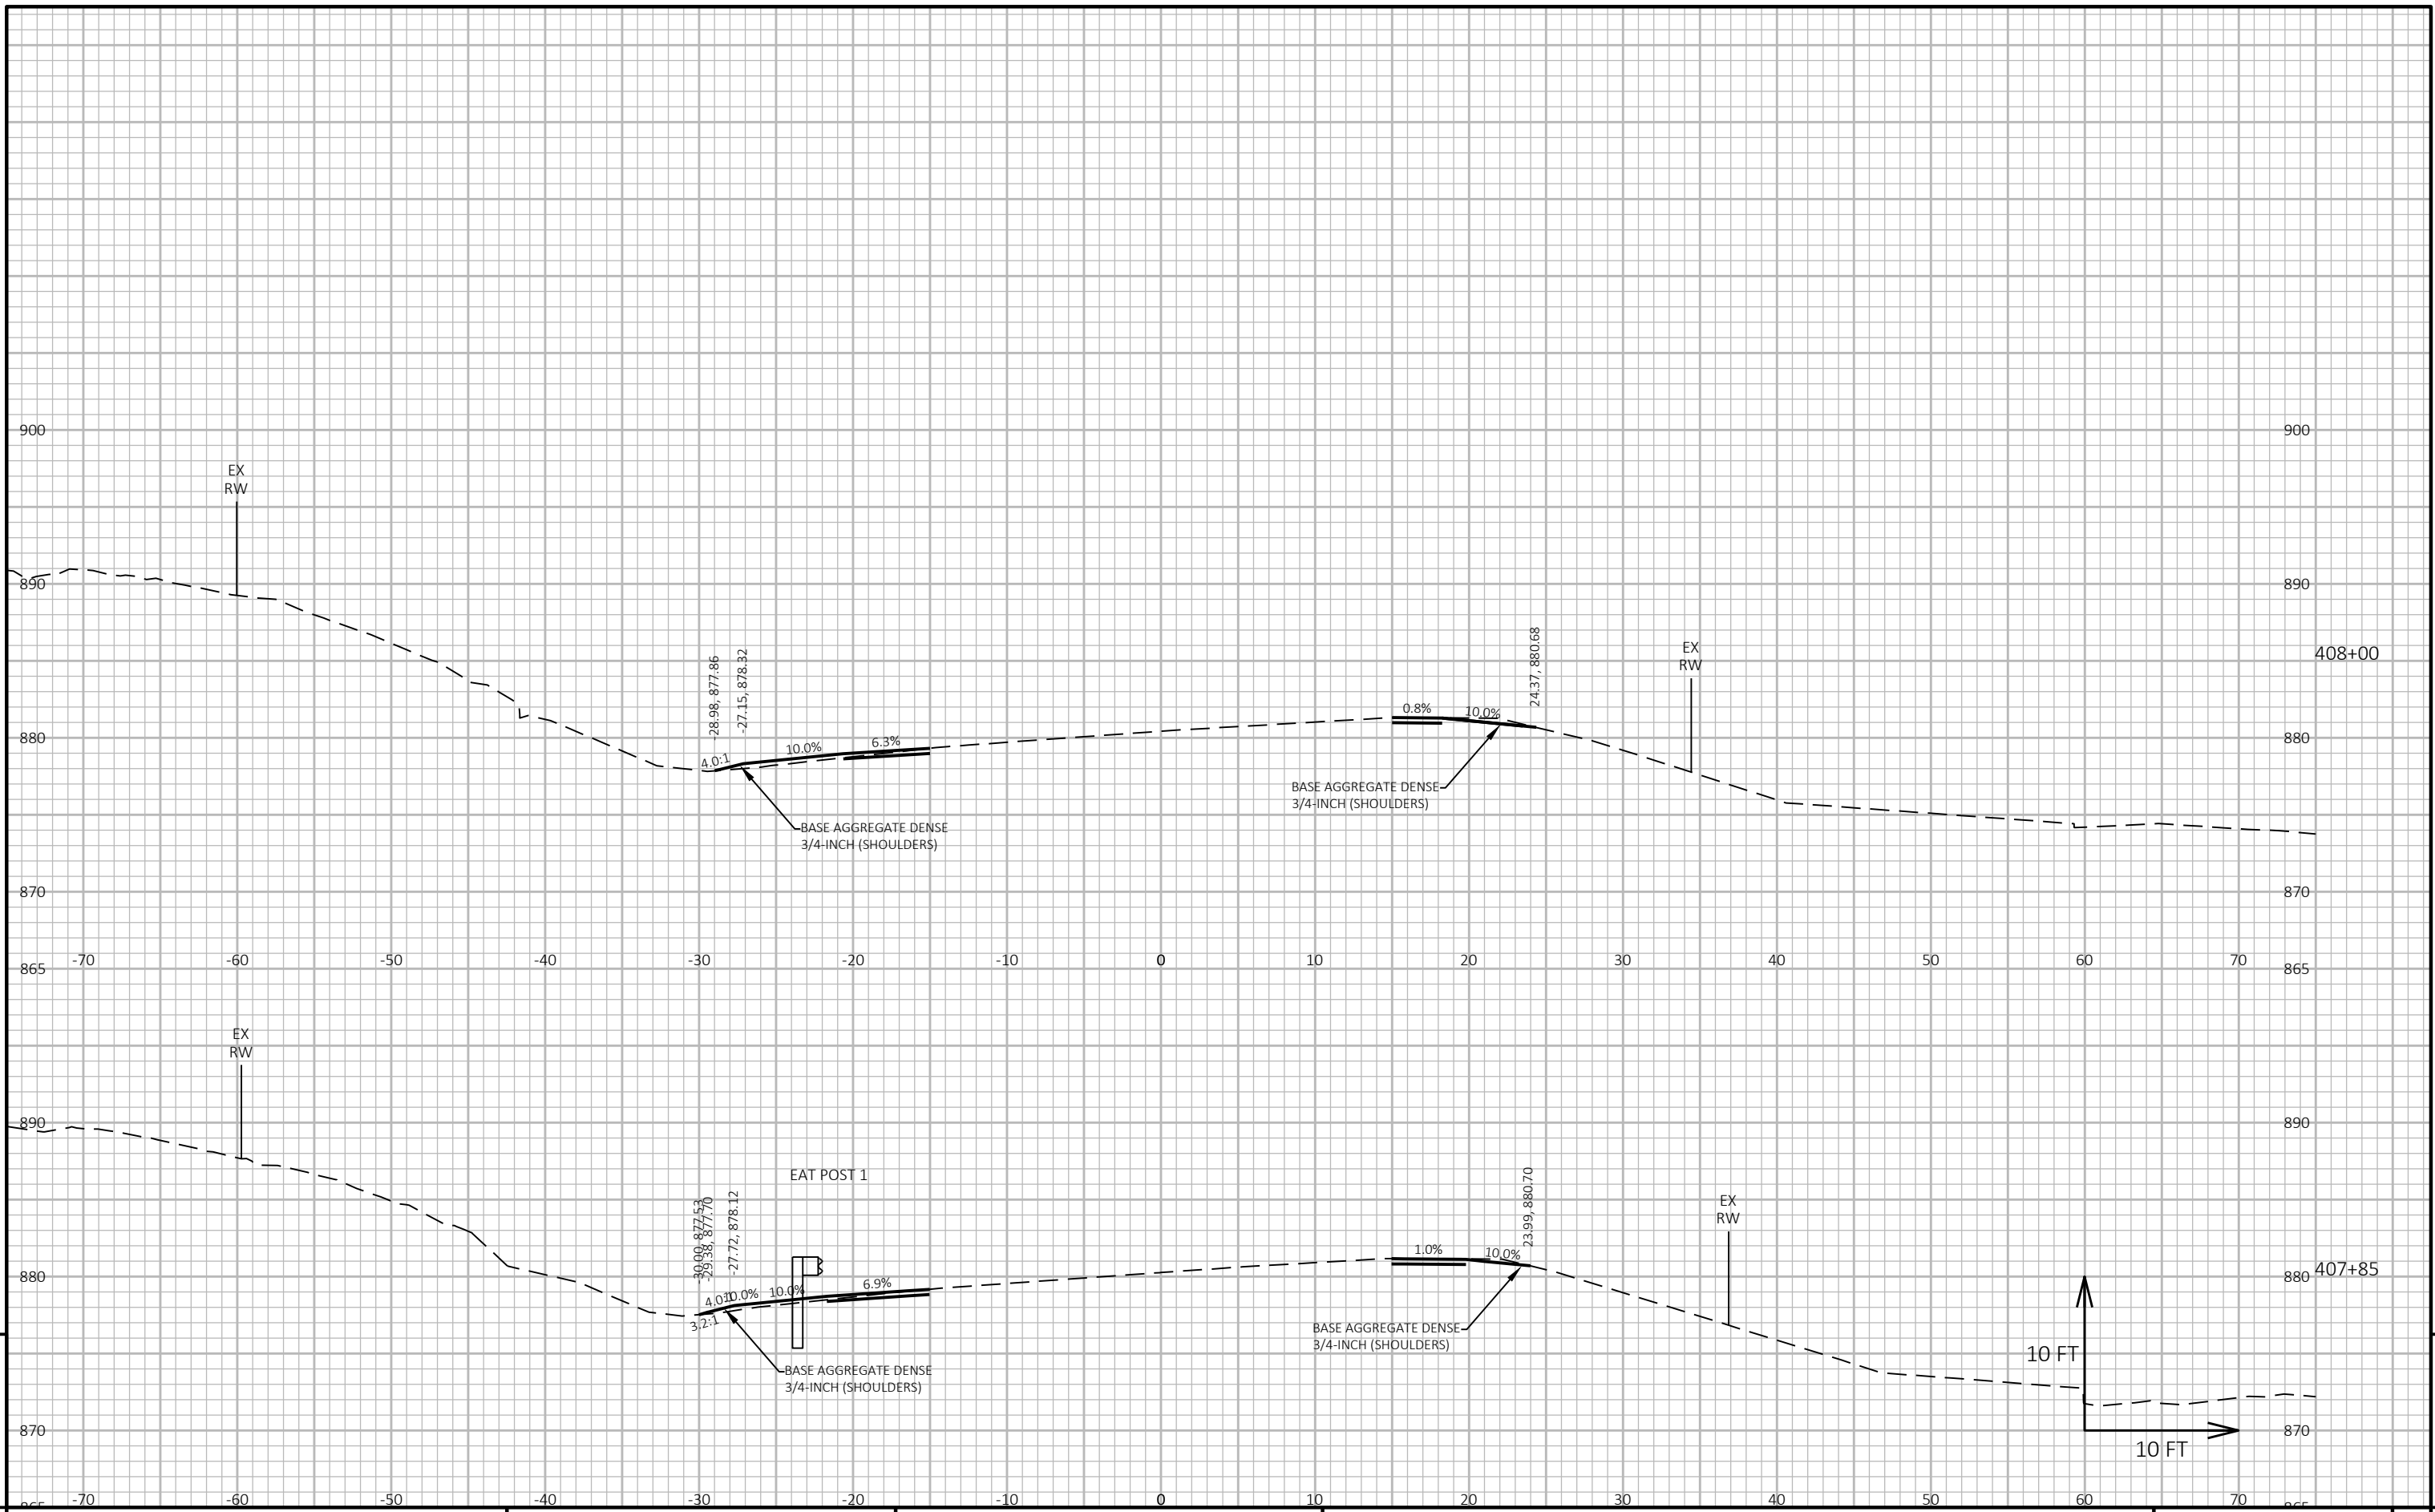 900 900
EX
RW
890 890
EX
RW
408+00
-28.98, 877.86
-27.15, 878.32
24.37, 880.68
880 880
4.0:1 10.0% 6.3% 0.8% 10.0%
BASE AGGREGATE DENSE
3/4-INCH (SHOULDERS)
BASE AGGREGATE DENSE
3/4-INCH (SHOULDERS)
870 870
-70 -60 -50 -40 -30 -20 -10 0 10 20 30 40 50 60 70
865 865
EX
RW
890 890
EAT POST 1
-30.00, 877.53
-29.38, 877.70
-27.72, 878.12
23.99, 880.70
EX
RW
407+85
880 880
4.0:1 10.0% 10.0% 6.9% 1.0% 10.0%
3.2:1
BASE AGGREGATE DENSE
3/4-INCH (SHOULDERS)
BASE AGGREGATE DENSE
3/4-INCH (SHOULDERS)
10 FT
870 870
10 FT
-70 -60 -50 -40 -30 -20 -10 0 10 20 30 40 50 60 70
865 865